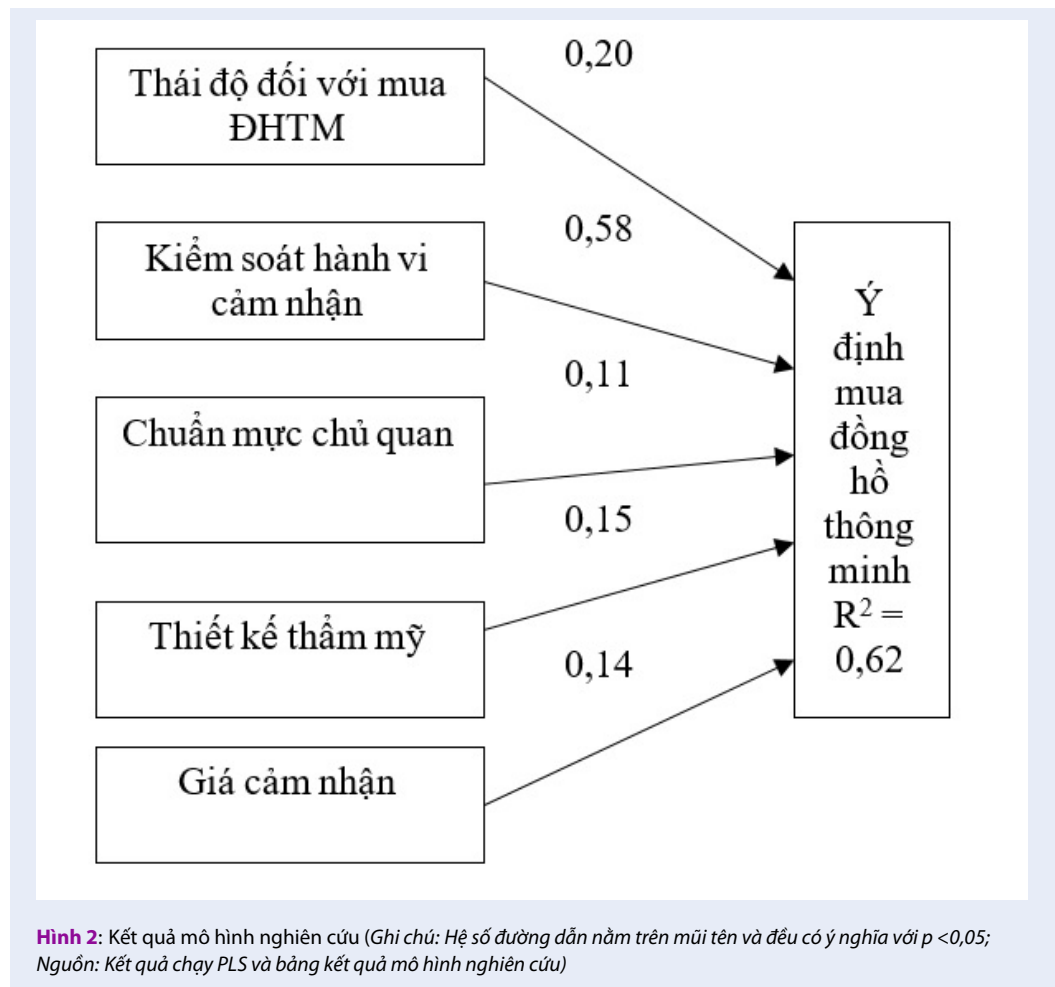 0,20
Thái độ đối với mua
ĐHTM
0,58
Kiểm soát hành vi
cảm nhận
0,11
Chuẩn mực chủ quan
0,15
Thiết kế thẩm mỹ
0,14
Giá cảm nhận
Ý
định
mua
đồng
hồ
thông
minh
R² =
0,62
Hình 2: Kết quả mô hình nghiên cứu (Ghi chú: Hệ số đường dẫn nằm trên mũi tên và đều có ý nghĩa với p <0,05;
Nguồn: Kết quả chạy PLS và bảng kết quả mô hình nghiên cứu)